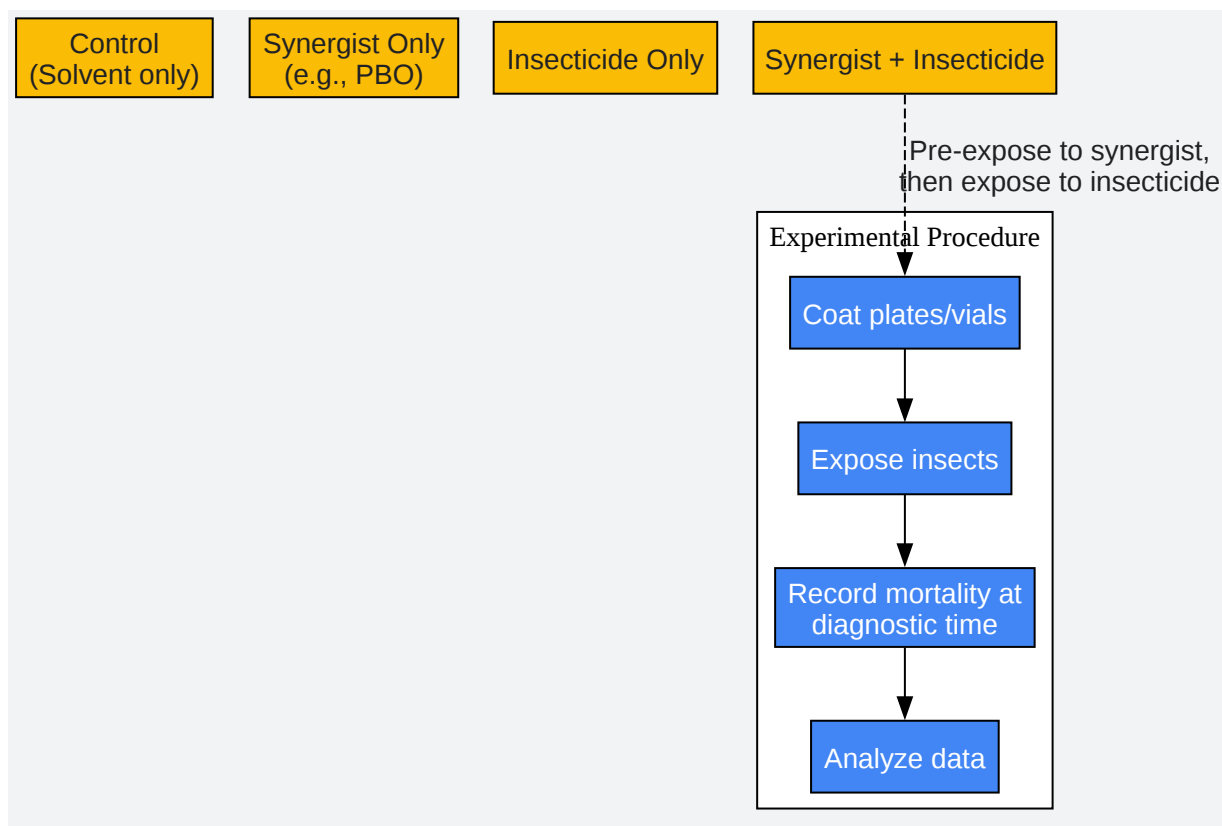 Control
(Solvent only)
Synergist Only
(e.g., PBO)
Insecticide Only
Synergist + Insecticide
Pre-expose to synergist,
then expose to insecticide
Experimental Procedure
Coat plates/vials
Expose insects
Record mortality at
diagnostic time
Analyze data